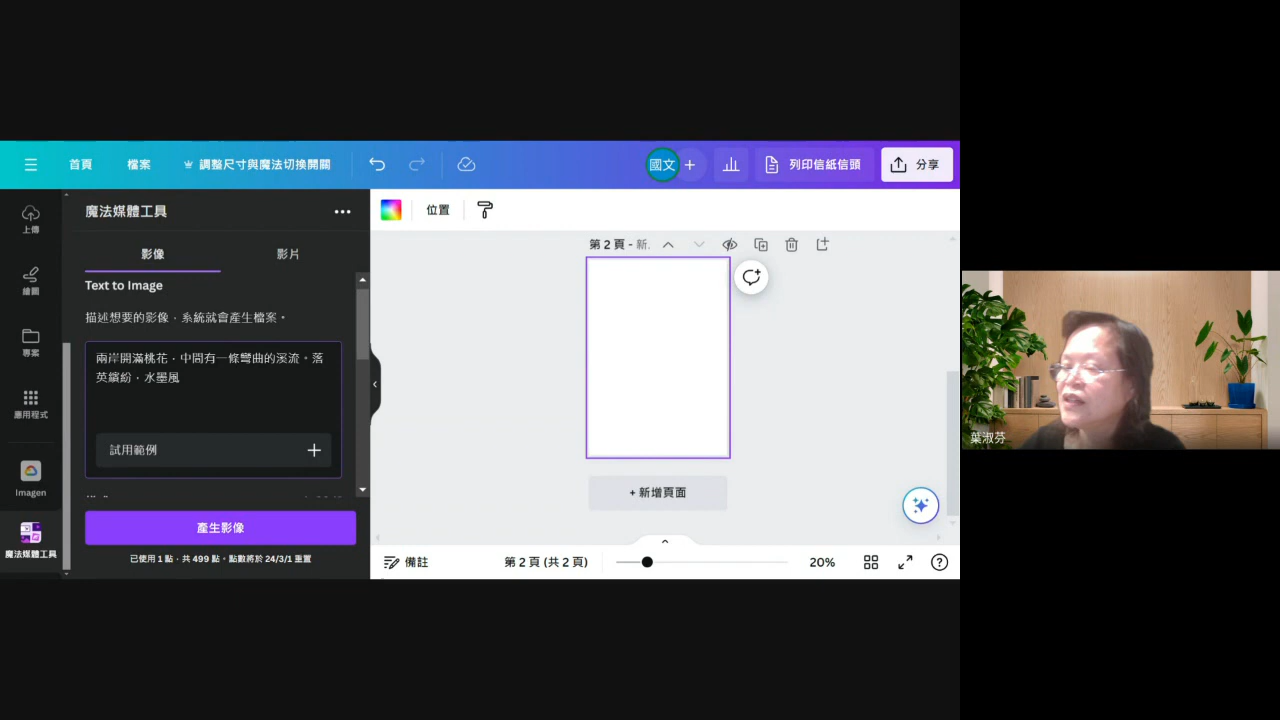 首頁
檔案
調整尺寸與魔法切換開關
國文
列印信紙信頭
分享
上傳
繪圖
專案
應用程式
Imagen
魔法媒體工具
魔法媒體工具
影像
影片
Text to Image
描述想要的影像，系統就會產生檔案。
兩岸開滿桃花，中間有一條彎曲的溪流。落
英繽紛，水墨風
試用範例
產生影像
已使用 1 點，共 499 點。點數將於 24/3/1 重置
位置
第 2 頁 - 新.
+ 新增頁面
備註
第 2 頁 (共 2 頁)
20%
葉淑芬